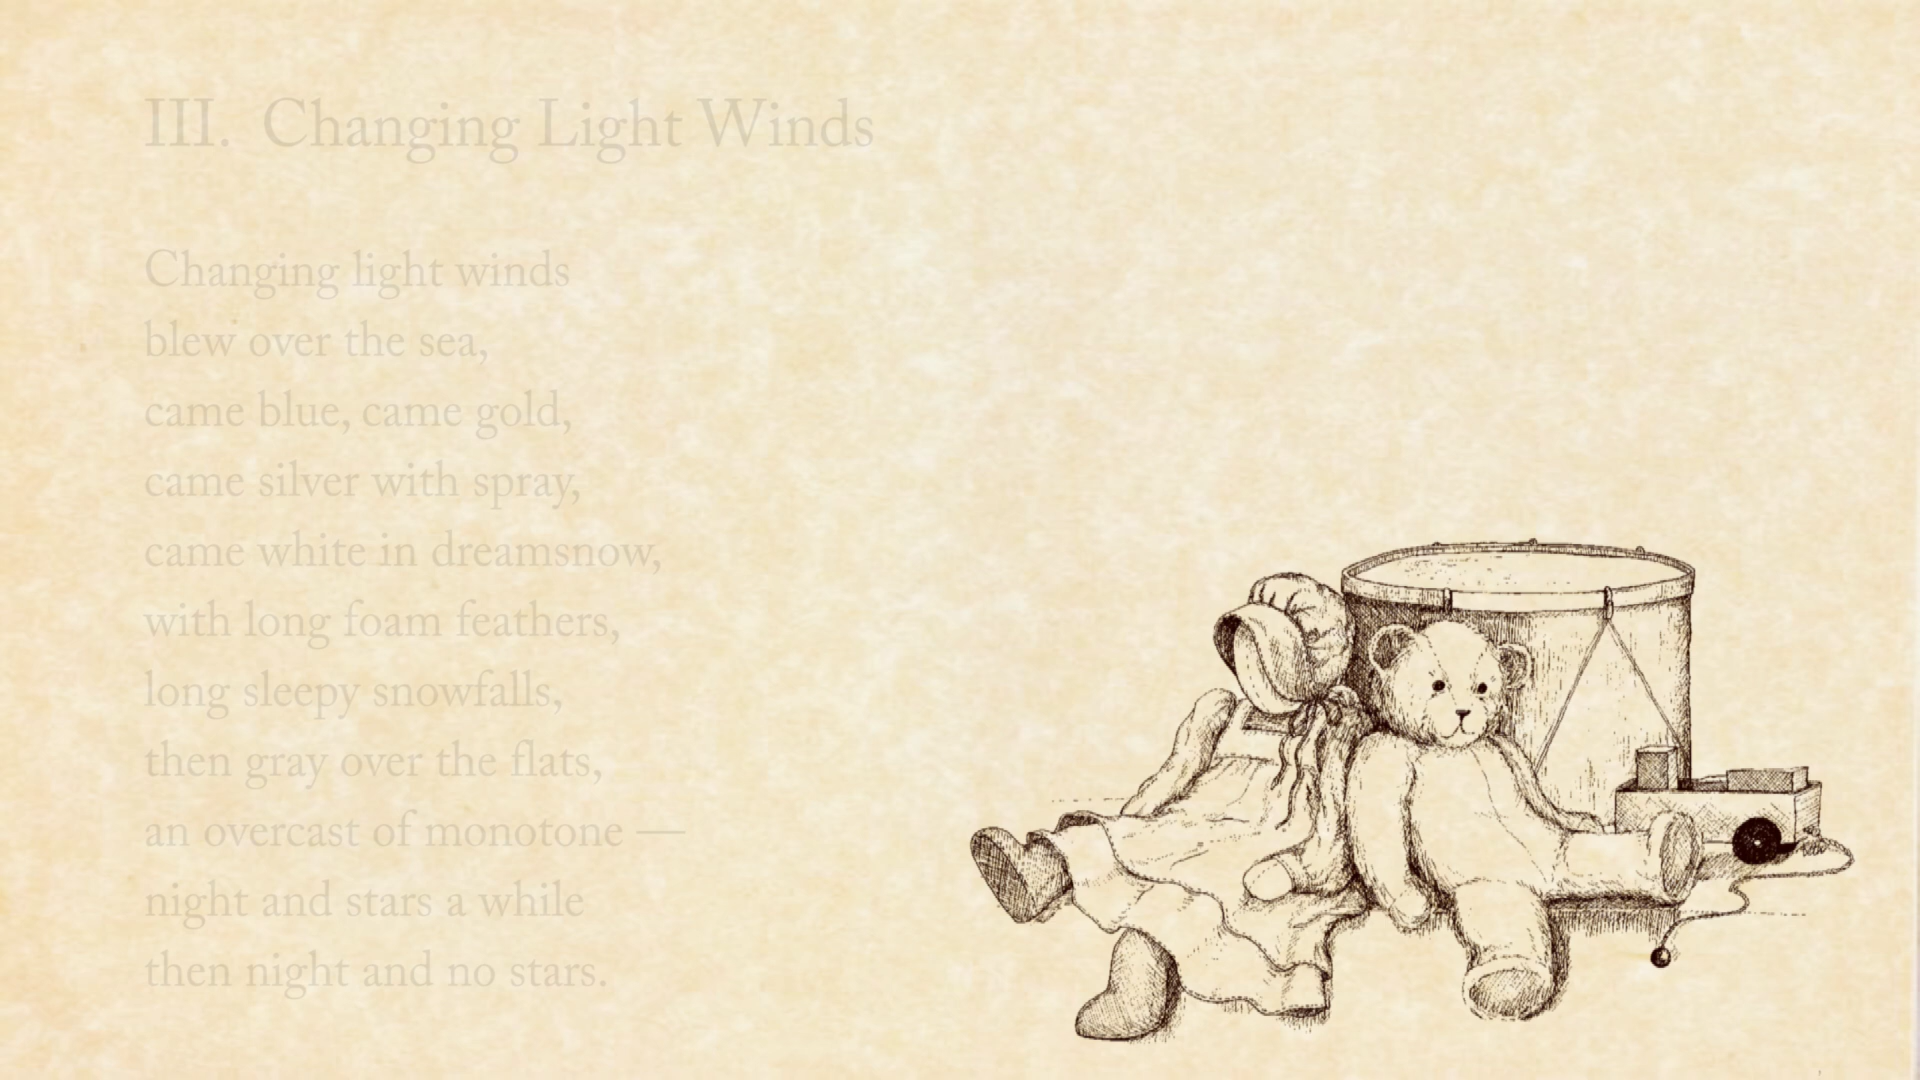 III. Changing Light Winds
Changing light winds
blew over the sea,
came blue, came gold,
came silver with spray,
came white in dreamsnow,
with long foam feathers,
long sleepy snowfalls,
then gray over the flats,
an overcast of monotone —
night and stars a while
then night and no stars.